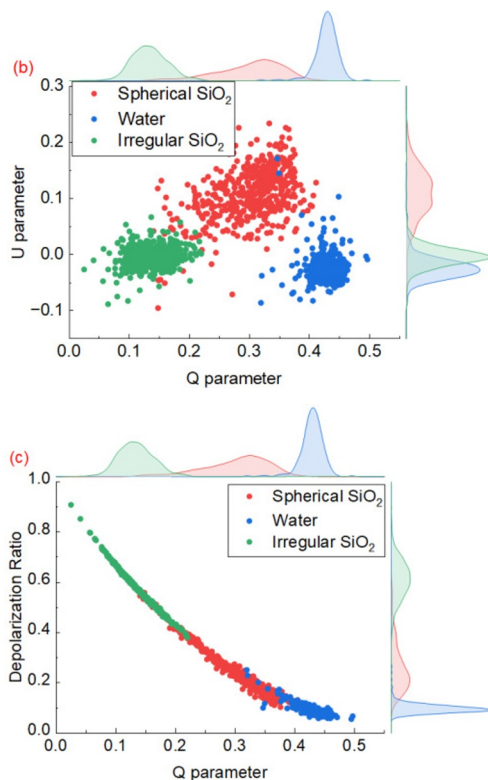 (b)
0.3
Spherical SiO₂
Water
Irregular SiO₂
0.2
0.1
0.0
−0.1
U parameter
0.0 0.1 0.2 0.3 0.4 0.5
Q parameter
(c)
1.0
Spherical SiO₂
Water
Irregular SiO₂
0.8
0.6
0.4
0.2
0.0
Depolarization Ratio
0.0 0.1 0.2 0.3 0.4 0.5
Q parameter